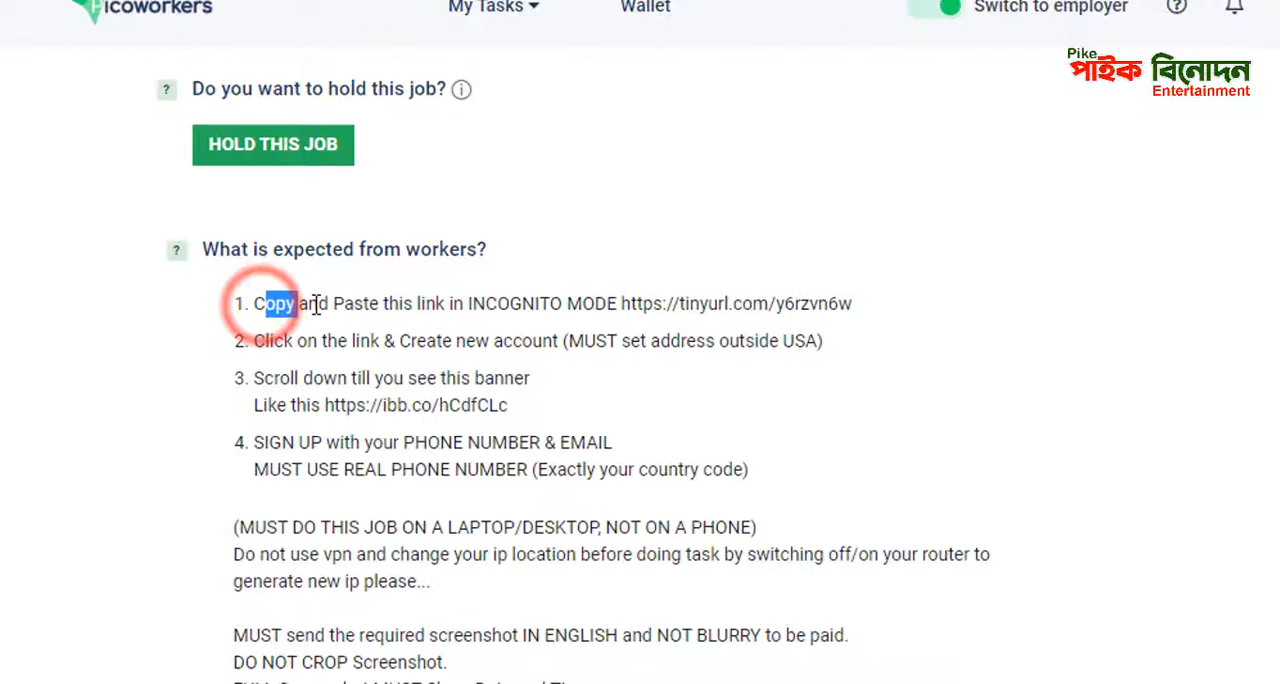 Picoworkers
My Tasks
Wallet
Switch to employer
?
Pike
পাইক বিনোদন
Entertainment
? Do you want to hold this job? i
HOLD THIS JOB
? What is expected from workers?
1. Copy and Paste this link in INCOGNITO MODE https://tinyurl.com/y6rzvn6w
2. Click on the link & Create new account (MUST set address outside USA)
3. Scroll down till you see this banner
Like this https://ibb.co/hCdfCLc
4. SIGN UP with your PHONE NUMBER & EMAIL
MUST USE REAL PHONE NUMBER (Exactly your country code)
(MUST DO THIS JOB ON A LAPTOP/DESKTOP, NOT ON A PHONE)
Do not use vpn and change your ip location before doing task by switching off/on your router to
generate new ip please...
MUST send the required screenshot IN ENGLISH and NOT BLURRY to be paid.
DO NOT CROP Screenshot.